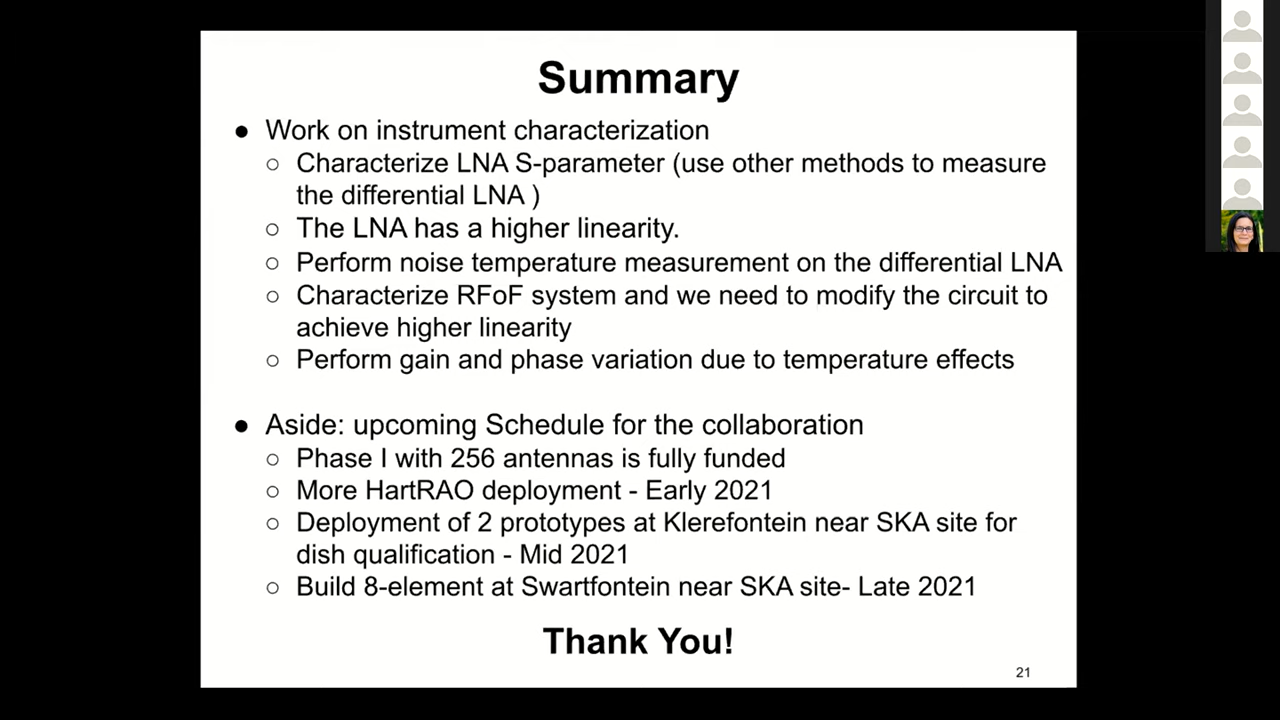 Summary
● Work on instrument characterization
○ Characterize LNA S-parameter (use other methods to measure
the differential LNA )
○ The LNA has a higher linearity.
○ Perform noise temperature measurement on the differential LNA
○ Characterize RFoF system and we need to modify the circuit to
achieve higher linearity
○ Perform gain and phase variation due to temperature effects
● Aside: upcoming Schedule for the collaboration
○ Phase I with 256 antennas is fully funded
○ More HartRAO deployment - Early 2021
○ Deployment of 2 prototypes at Klerefontein near SKA site for
dish qualification - Mid 2021
○ Build 8-element at Swartfontein near SKA site- Late 2021
Thank You!
21